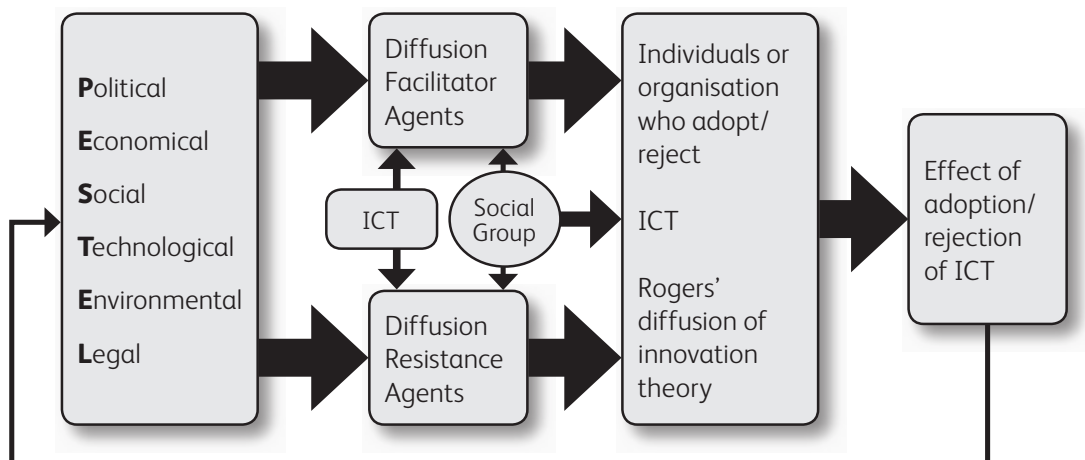 Political
Economical
Social
Technological
Environmental
Legal
Diffusion
Facilitator
Agents
ICT
Social
Group
Diffusion
Resistance
Agents
Individuals or
organisation
who adopt/
reject
ICT
Rogers’
diffusion of
innovation
theory
Effect of
adoption/
rejection
of ICT